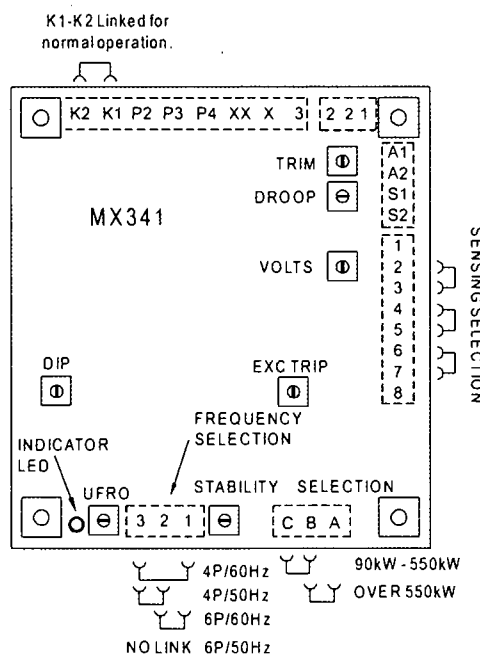 K1-K2 Linked for
normal operation.
K2 K1 P2 P3 P4 XX X 3 2 2 1
TRIM
DROOP
A1
A2
S1
S2
MX341
VOLTS
1
2
3
4
5
6
7
8
SENSING SELECTION
DIP
EXC TRIP
FREQUENCY
SELECTION
INDICATOR
LED
UFRO
STABILITY SELECTION
3 2 1
C B A
4P/60Hz
4P/50Hz
6P/60Hz
NO LINK 6P/50Hz
90kW - 550kW
OVER 550kW